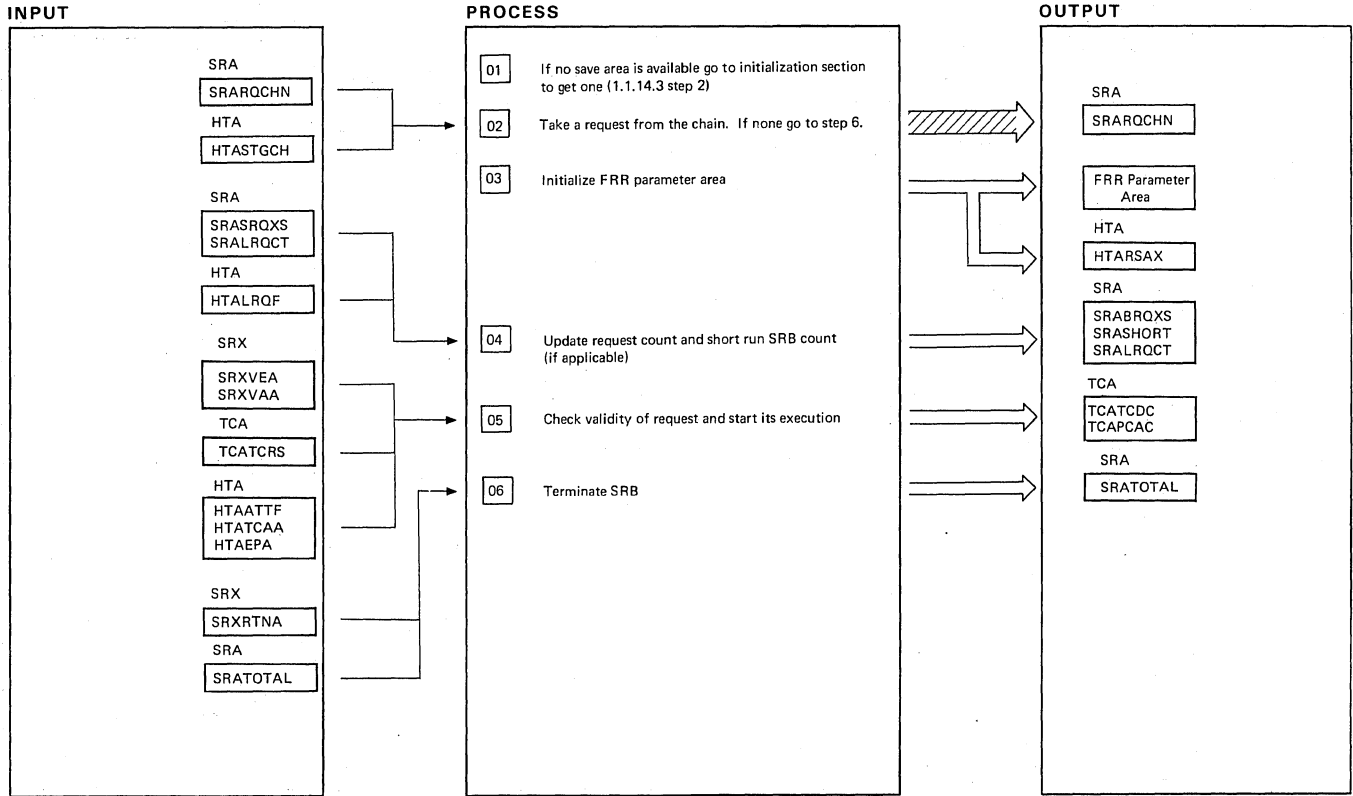 INPUT
SRA
SRARQCHN
HTA
HTASTGCH
SRA
SRASRQXS
SRALRQCT
HTA
HTALRQF
SRX
SRXVEA
SRXVAA
TCA
TCATCRS
HTA
HTAATTF
HTATCAA
HTAEPA
SRX
SRXRTNA
SRA
SRATOTAL
PROCESS
01 If no save area is available go to initialization section
to get one (1.1.14.3 step 2)
02 Take a request from the chain. If none go to step 6.
03 Initialize FRR parameter area
04 Update request count and short run SRB count
(if applicable)
05 Check validity of request and start its execution
06 Terminate SRB
OUTPUT
SRA
SRARQCHN
FRR Parameter
Area
HTA
HTARSAX
SRA
SRABRQXS
SRASHORT
SRALRQCT
TCA
TCATCDC
TCAPCAC
SRA
SRATOTAL